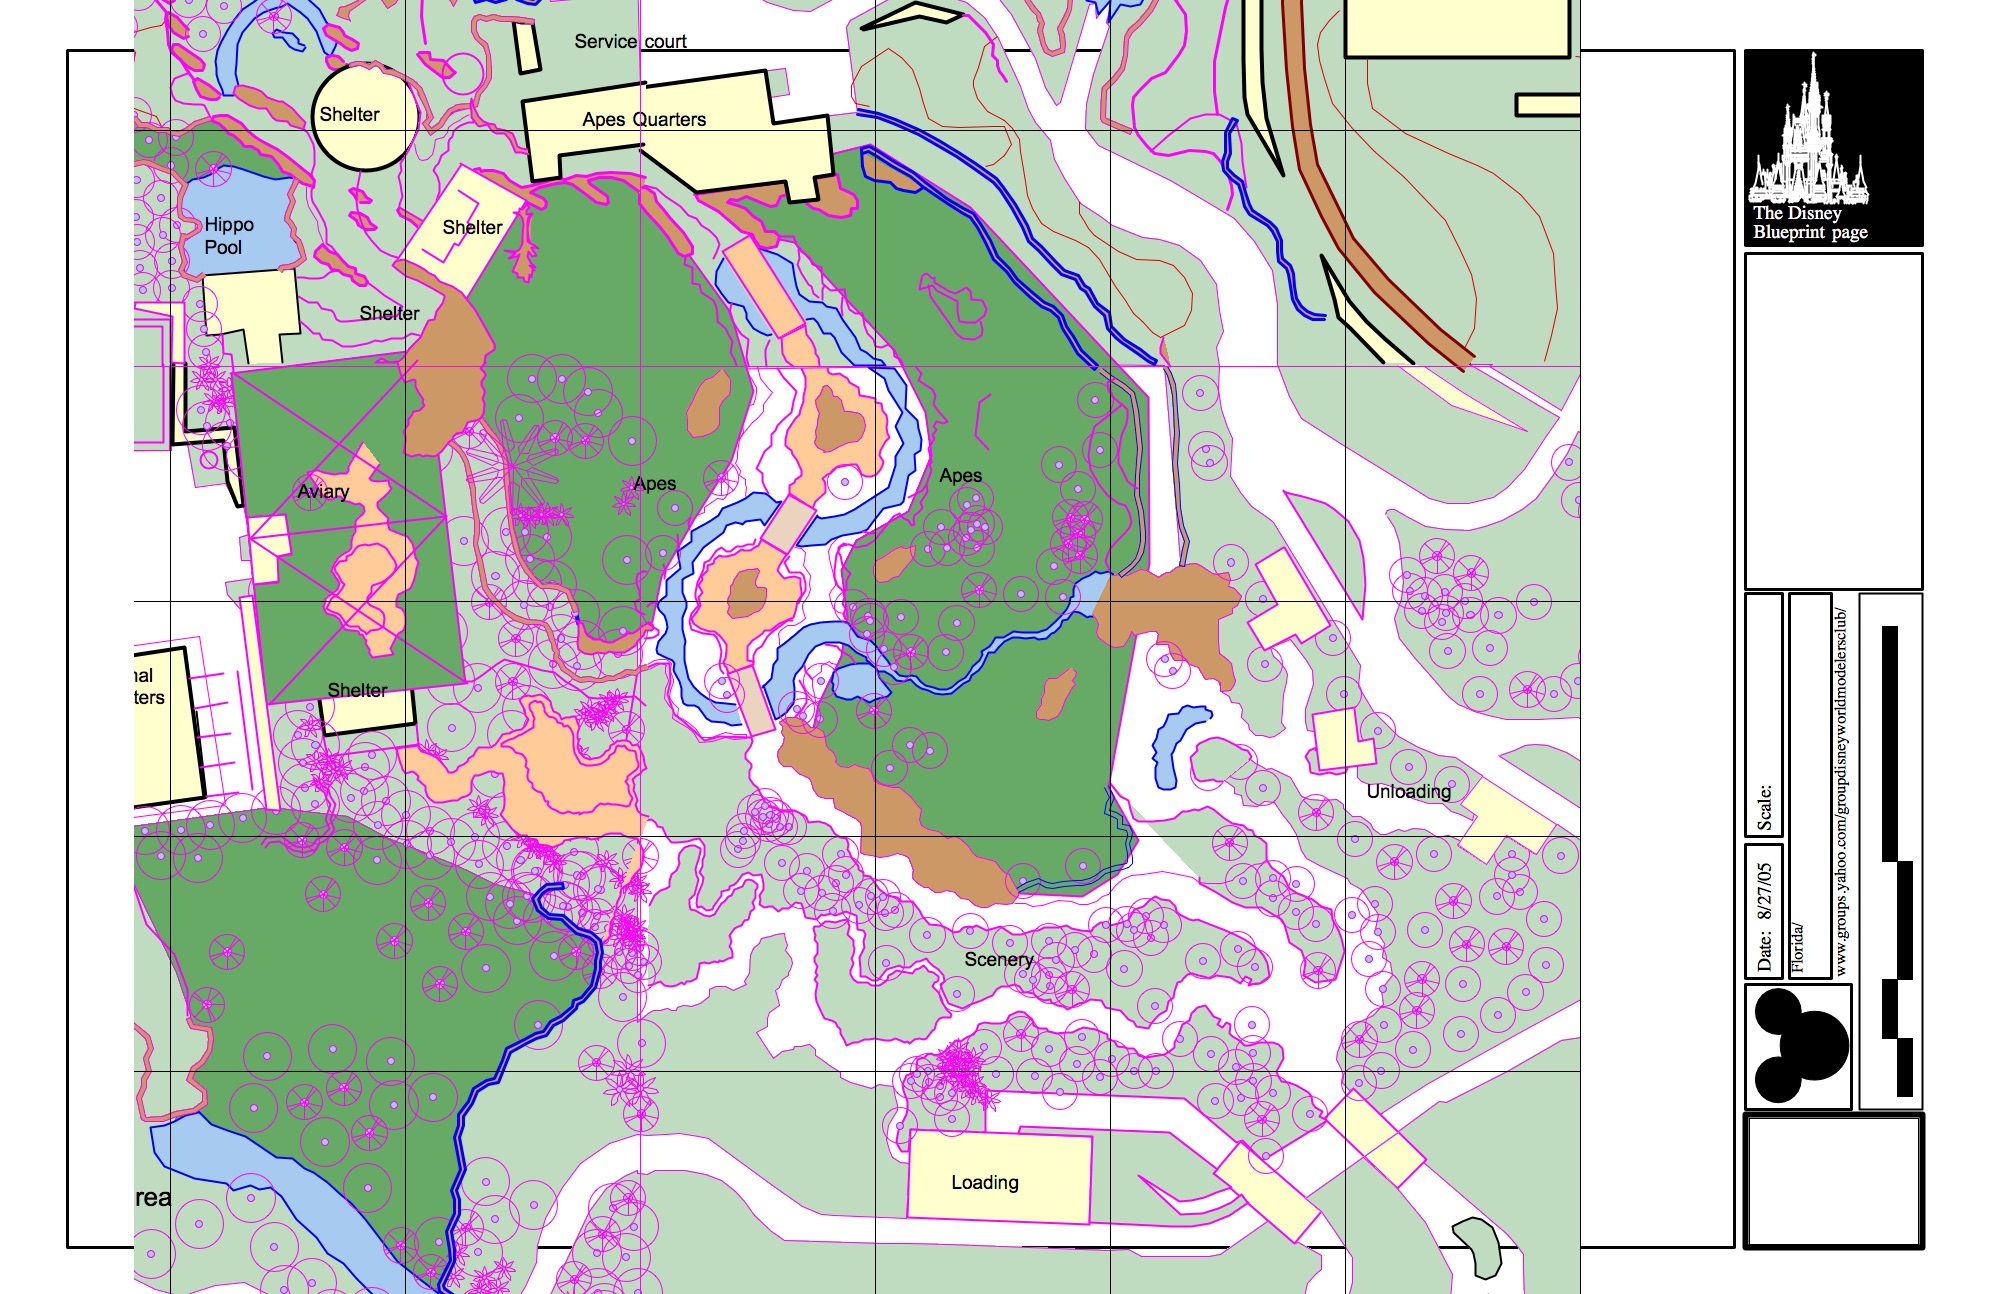 Service court
Shelter
Apes Quarters
Hippo
Pool
Shelter
Shelter
Aviary
Apes
Apes
nal
ters
Shelter
Unloading
Scenery
Loading
rea
The Disney
Blueprint page
Scale:
Date: 8/27/05
Florida/
www.groups.yahoo.com/groupdisneyworldmodelersclub/